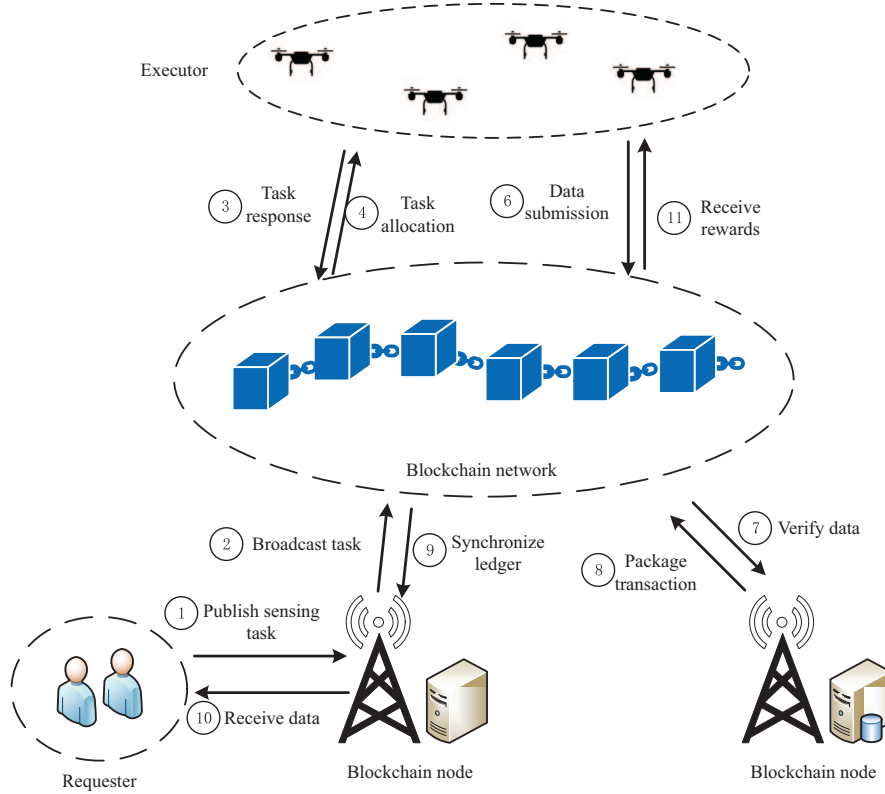 Executor
3
Task
response
4
Task
allocation
6
Data
submission
11
Receive
rewards
Blockchain network
2
Broadcast task
9
Synchronize
ledger
7
Verify data
8
Package
transaction
1
Publish sensing
task
10
Receive data
Requester
Blockchain node
Blockchain node